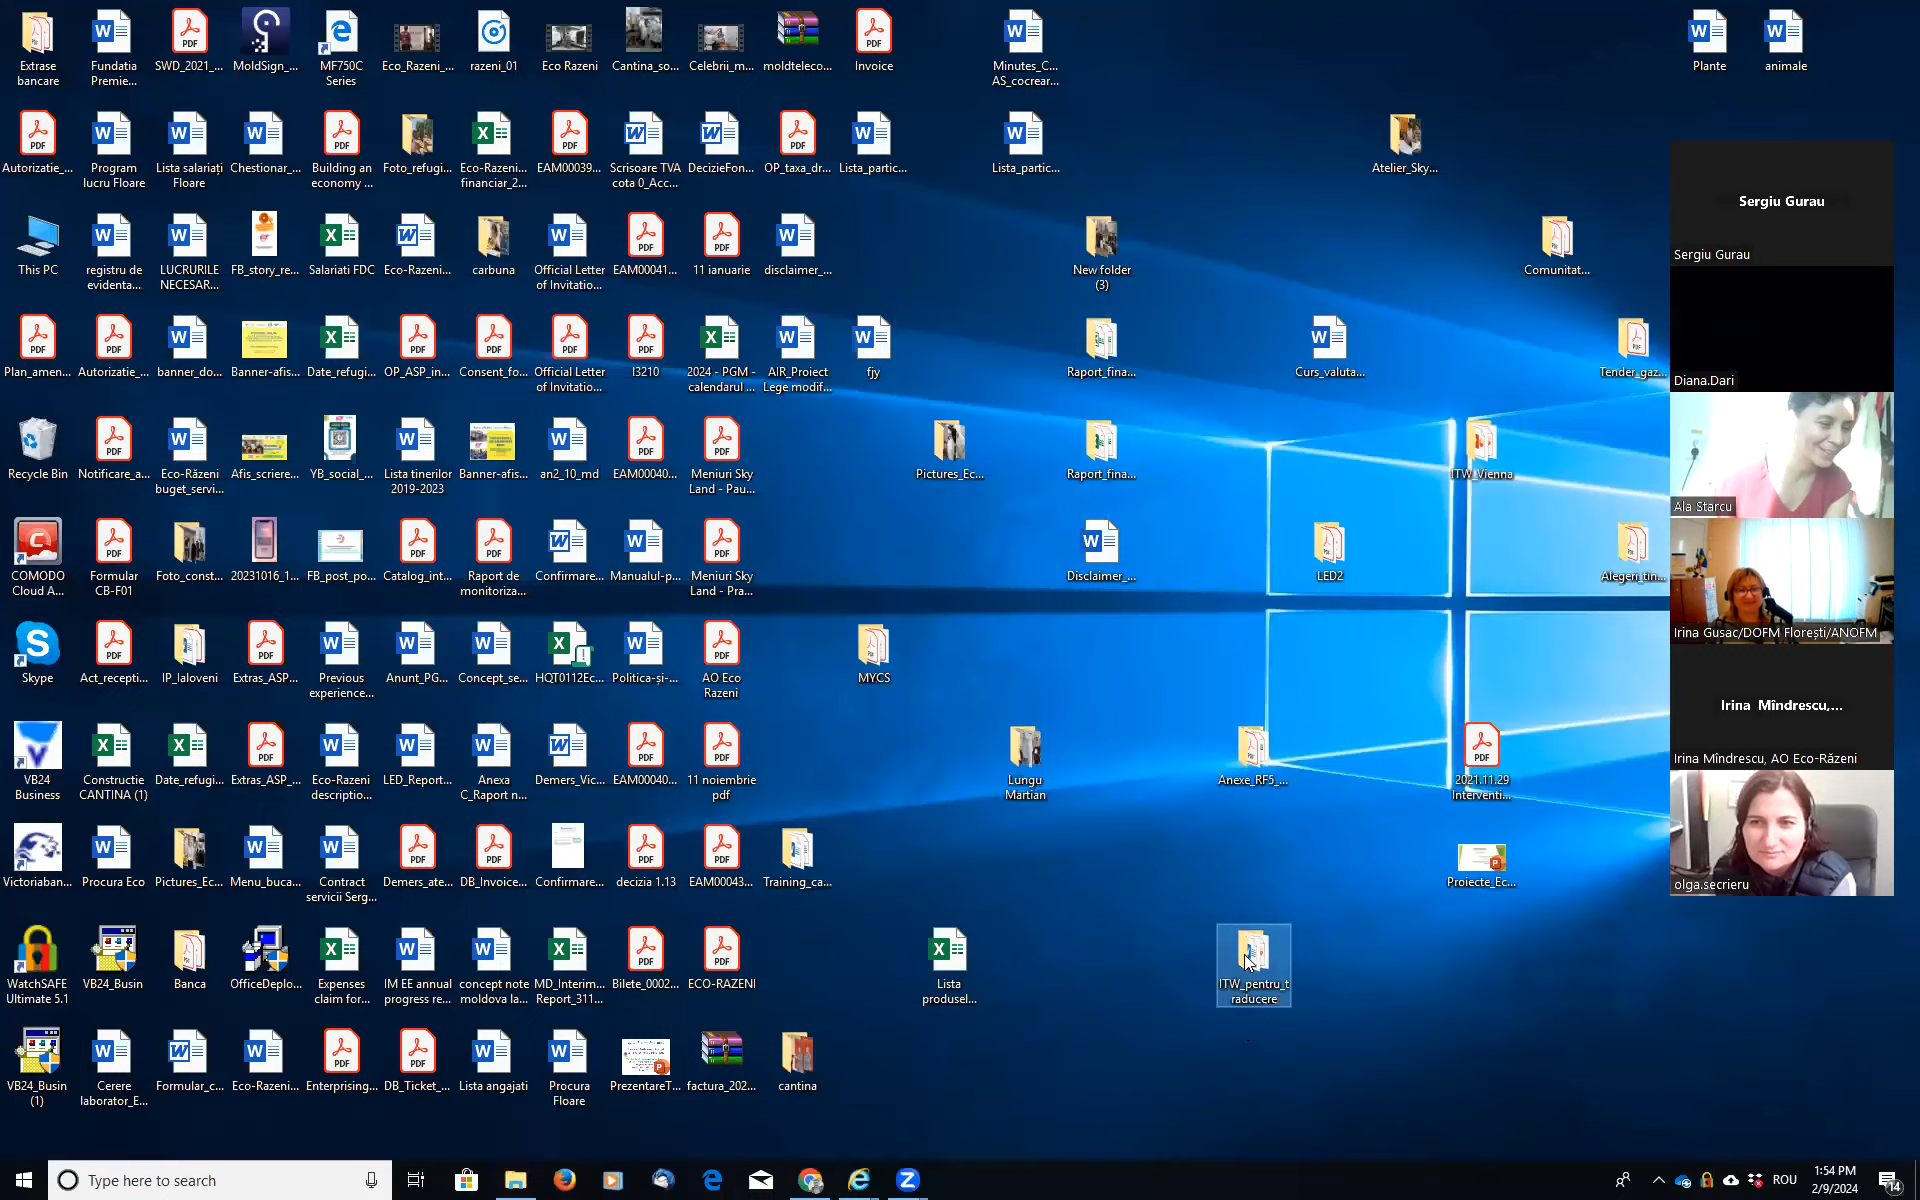 Extrase
bancare
Fundatia
Premie...
SWD_2021_...
MoldSign_...
MF750C
Series
Eco_Razeni_...
razeni_01
Eco Razeni
Cantina_so...
Celebrii_m...
moldteleco...
Invoice
Minutes_C...
AS_cocrear...
Plante
animale
Autorizatie_...
Program
lucru Floare
Lista salariați
Floare
Chestionar_...
Building an
economy ...
Foto_refugi...
Eco-Razeni...
financiar_2...
EAM00039...
Scrisoare TVA
cota 0_Acc...
DecizieFon...
OP_taxa_dr...
Lista_partic...
Lista_partic...
Atelier_Sky...
This PC
registru de
evidenta...
LUCRURILE
NECESAR...
FB_story_re...
Salariati FDC
Eco-Razeni...
carbuna
Official Letter
of Invitatio...
EAM00041...
11 ianuarie
disclaimer_...
New folder
(3)
Comunitat...
Plan_amen...
Autorizatie_...
banner_do...
Banner-afis...
Date_refugi...
OP_ASP_in...
Consent_fo...
Official Letter
of Invitatio...
I3210
2024 - PGM -
calendarul ...
AIR_Proiect
Lege modif...
fjy
Raport_fina...
Curs_valuta...
Tender_gaz...
Recycle Bin
Notificare_a...
Eco-Răzeni
buget_servi...
Afis_scriere...
YB_social_...
Lista tinerilor
2019-2023
Banner-afis...
an2_10_md
EAM00040...
Meniuri Sky
Land - Pau...
Pictures_Ec...
Raport_fina...
ITW_Vienna
COMODO
Cloud A...
Formular
CB-F01
Foto_const...
20231016_1...
FB_post_po...
Catalog_int...
Raport de
monitoriza...
Confirmare...
Manualul-p...
Meniuri Sky
Land - Pra...
Disclaimer_...
LED2
Alegeri_tin...
Skype
Act_recepti...
IP_Ialoveni
Extras_ASP...
Previous
experience...
Anunt_PG...
Concept_se...
HQT0112Ec...
Politica-și-...
AO Eco
Razeni
MYCS
VB24
Business
Constructie
CANTINA (1)
Date_refugi...
Extras_ASP_...
Eco-Razeni
descriptio...
LED_Report...
Anexa
C_Raport n...
Demers_Vic...
EAM00040...
11 noiembrie
pdf
Lungu
Martian
Anexe_RF5_...
2021.11.29
Interventi...
Victoriaban...
Procura Eco
Pictures_Ec...
Menu_buca...
Contract
servicii Serg...
Demers_ate...
DB_Invoice...
Confirmare...
decizia 1.13
EAM00043...
Training_ca...
Proiecte_Ec...
WatchSAFE
Ultimate 5.1
VB24_Busin
Banca
OfficeDeplo...
Expenses
claim for...
IM EE annual
progress re...
concept note
moldova la...
MD_Interim...
Report_311...
Bilete_0002...
ECO-RAZENI
Lista
produsel...
ITW_pentru_t
raducere
VB24_Busin
(1)
Cerere
laborator_E...
Formular_c...
Eco-Razeni...
Enterprising...
DB_Ticket_...
Lista angajati
Procura
Floare
PrezentareT...
factura_202...
cantina
Sergiu Gurau
Sergiu Gurau
Diana.Dari
Ala Starcu
Irina Gusac/DOFM Florești/ANOFM
Irina Mîndrescu,...
Irina Mîndrescu, AO Eco-Răzeni
olga.secrieru
Type here to search
ROU
1:54 PM
2/9/2024
14